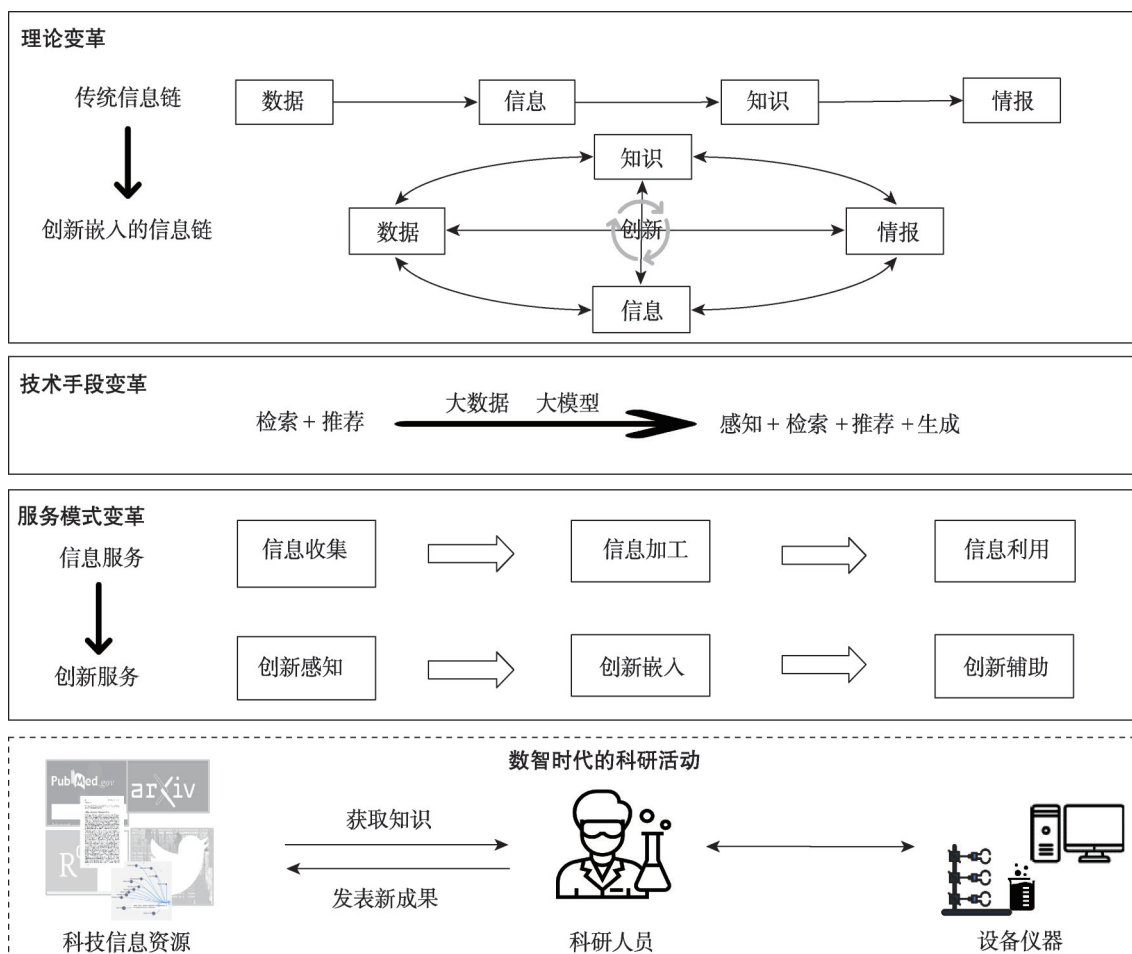 理论变革
传统信息链
数据
信息
知识
情报
创新嵌入的信息链
知识
数据
创新
情报
信息
技术手段变革
检索 + 推荐
大数据 大模型
感知 + 检索 + 推荐 + 生成
服务模式变革
信息服务
信息收集
信息加工
信息利用
创新服务
创新感知
创新嵌入
创新辅助
数智时代的科研活动
PubMed.gov
arXiv
R
获取知识
发表新成果
科技信息资源
科研人员
设备仪器